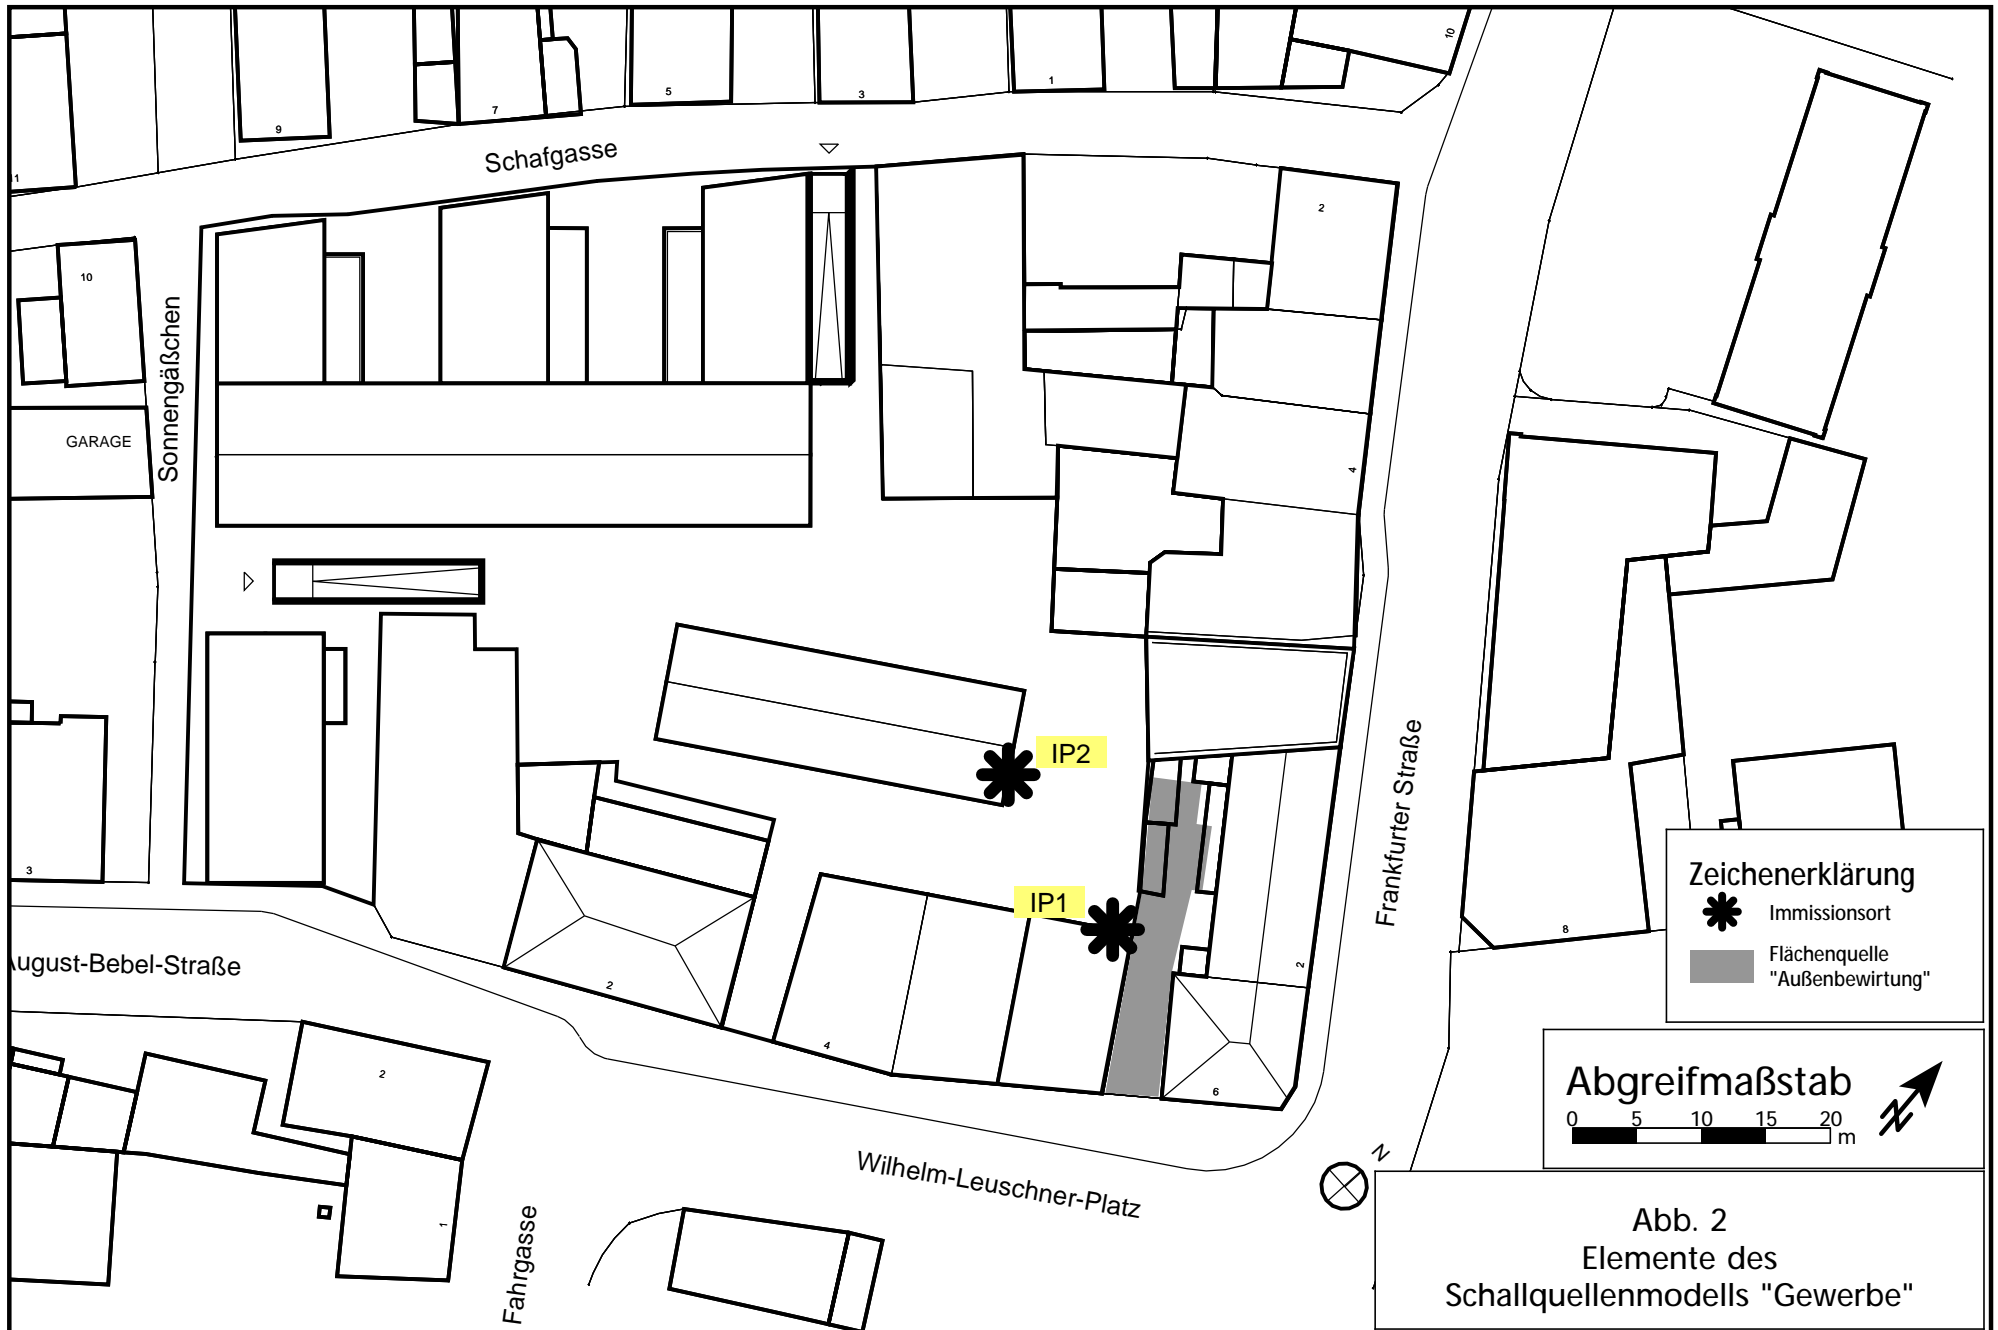 10
11
9
7
5
3
1
Schafgasse
2
10
Sonnengäßchen
GARAGE
4
IP2
Frankfurter Straße
3
IP1
Zeichenerklärung
Immissionsort
Flächenquelle
"Außenbewirtung"
8
August-Bebel-Straße
2
2
4
6
2
1
Abgreifmaßstab
0 5 10 15 20
m
N
Wilhelm-Leuschner-Platz
Fahrgasse
N
Abb. 2
Elemente des
Schallquellenmodells "Gewerbe"